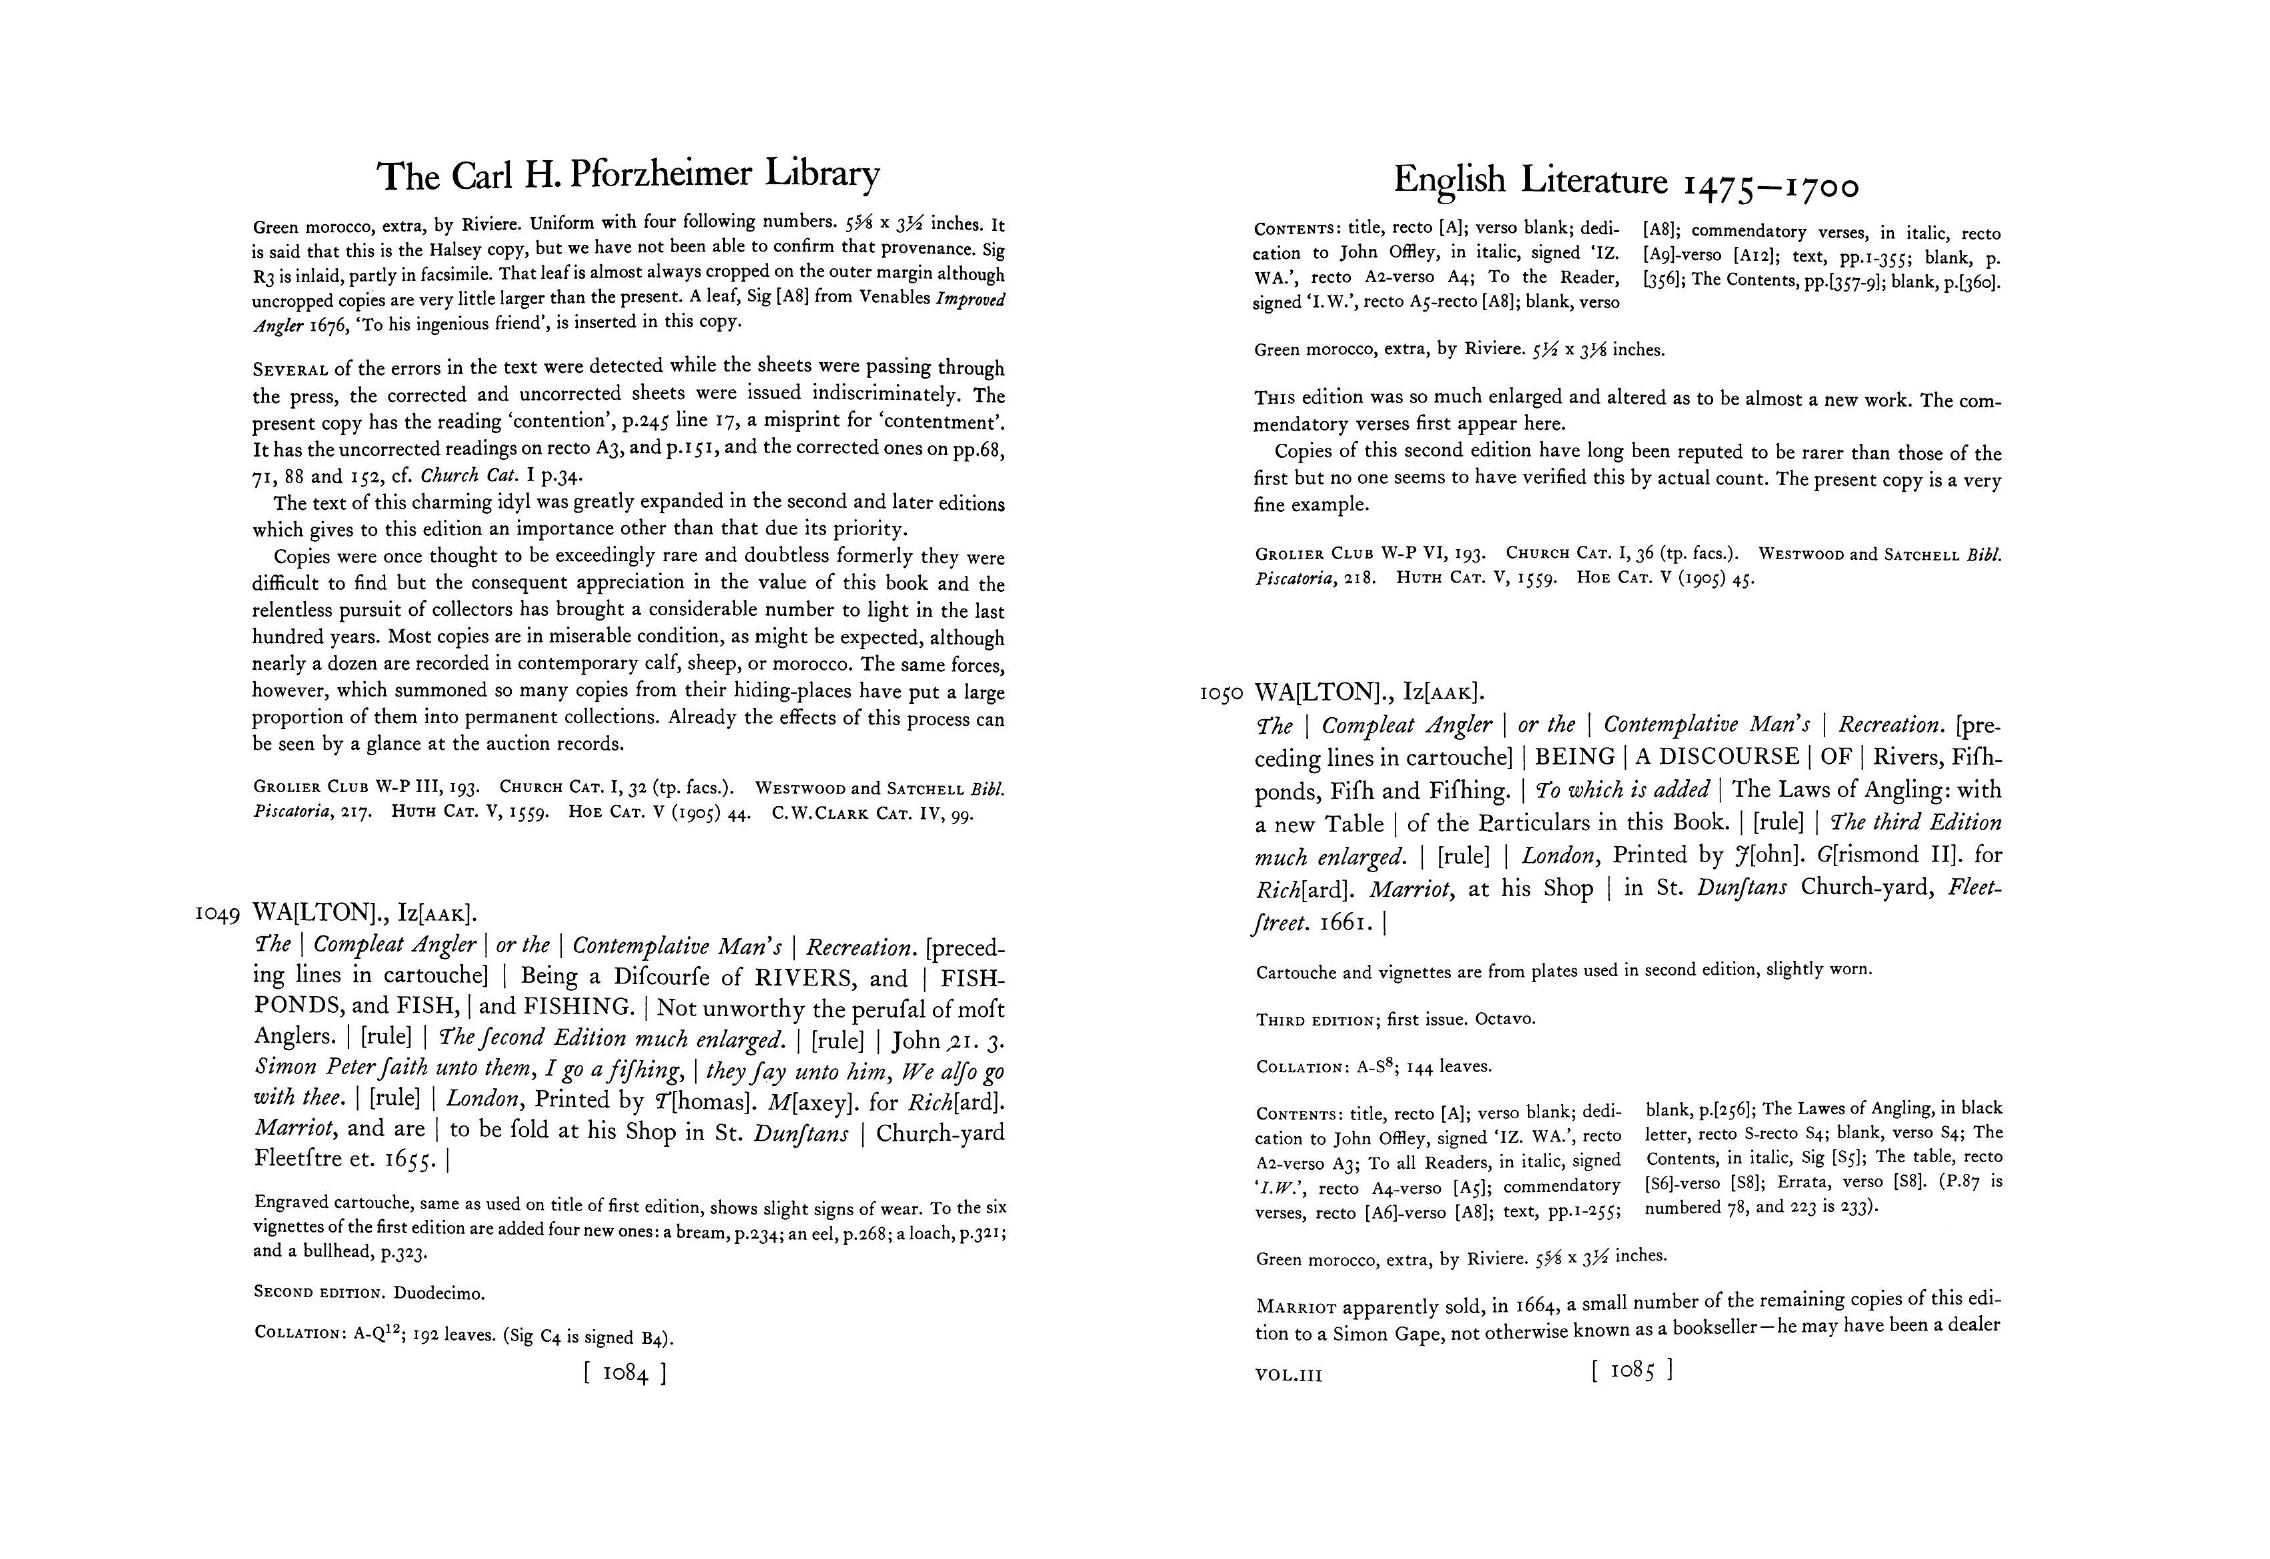 The Carl H. Pforzheimer Library
Green morocco, extra, by Riviere. Uniform with four following numbers. 5⅝ x 3½ inches. It
is said that this is the Halsey copy, but we have not been able to confirm that provenance. Sig
R3 is inlaid, partly in facsimile. That leaf is almost always cropped on the outer margin although
uncropped copies are very little larger than the present. A leaf, Sig [A8] from Venables Improved
Angler 1676, ‘To his ingenious friend’, is inserted in this copy.
SEVERAL of the errors in the text were detected while the sheets were passing through
the press, the corrected and uncorrected sheets were issued indiscriminately. The
present copy has the reading ‘contention’, p.245 line 17, a misprint for ‘contentment’.
It has the uncorrected readings on recto A3, and p.151, and the corrected ones on pp.68,
71, 88 and 152, cf. Church Cat. I p.34.
The text of this charming idyl was greatly expanded in the second and later editions
which gives to this edition an importance other than that due its priority.
Copies were once thought to be exceedingly rare and doubtless formerly they were
difficult to find but the consequent appreciation in the value of this book and the
relentless pursuit of collectors has brought a considerable number to light in the last
hundred years. Most copies are in miserable condition, as might be expected, although
nearly a dozen are recorded in contemporary calf, sheep, or morocco. The same forces,
however, which summoned so many copies from their hiding-places have put a large
proportion of them into permanent collections. Already the effects of this process can
be seen by a glance at the auction records.
GROLIER CLUB W-P III, 193. CHURCH CAT. I, 32 (tp. facs.). WESTWOOD and SATCHELL Bibl.
Piscatoria, 217. HUTH CAT. V, 1559. HOE CAT. V (1905) 44. C.W.CLARK CAT. IV, 99.
1049 WA[LTON]., IZ[AAK].
The | Compleat Angler | or the | Contemplative Man’s | Recreation. [preced-
ing lines in cartouche] | Being a Diſcourſe of RIVERS, and | FISH-
PONDS, and FISH, | and FISHING. | Not unworthy the peruſal of moſt
Anglers. | [rule] | The ſecond Edition much enlarged. | [rule] | John 21. 3.
Simon Peter ſaith unto them, I go a fiſhing, | they ſay unto him, We alſo go
with thee. | [rule] | London, Printed by T[homas]. M[axey]. for Rich[ard].
Marriot, and are | to be ſold at his Shop in St. Dunſtans | Church-yard
Fleetſtre et. 1655. |
Engraved cartouche, same as used on title of first edition, shows slight signs of wear. To the six
vignettes of the first edition are added four new ones: a bream, p.234; an eel, p.268; a loach, p.321;
and a bullhead, p.323.
SECOND EDITION. Duodecimo.
COLLATION: A-Q¹²; 192 leaves. (Sig C4 is signed B4).
[ 1084 ]
English Literature 1475—1700
CONTENTS: title, recto [A]; verso blank; dedi-
cation to John Offley, in italic, signed ‘IZ.
WA.’, recto A2-verso A4; To the Reader,
signed ‘I.W.’, recto A5-recto [A8]; blank, verso
[A8]; commendatory verses, in italic, recto
[A9]-verso [A12]; text, pp.1-355; blank, p.
[356]; The Contents, pp.[357-9]; blank, p.[360].
Green morocco, extra, by Riviere. 5½ x 3⅛ inches.
THIS edition was so much enlarged and altered as to be almost a new work. The com-
mendatory verses first appear here.
Copies of this second edition have long been reputed to be rarer than those of the
first but no one seems to have verified this by actual count. The present copy is a very
fine example.
GROLIER CLUB W-P VI, 193. CHURCH CAT. I, 36 (tp. facs.). WESTWOOD and SATCHELL Bibl.
Piscatoria, 218. HUTH CAT. V, 1559. HOE CAT. V (1905) 45.
1050 WA[LTON]., IZ[AAK].
The | Compleat Angler | or the | Contemplative Man’s | Recreation. [pre-
ceding lines in cartouche] | BEING | A DISCOURSE | OF | Rivers, Fiſh-
ponds, Fiſh and Fiſhing. | To which is added | The Laws of Angling: with
a new Table | of the Particulars in this Book. | [rule] | The third Edition
much enlarged. | [rule] | London, Printed by J[ohn]. G[rismond II]. for
Rich[ard]. Marriot, at his Shop | in St. Dunſtans Church-yard, Fleet-
ſtreet. 1661. |
Cartouche and vignettes are from plates used in second edition, slightly worn.
THIRD EDITION; first issue. Octavo.
COLLATION: A-S⁸; 144 leaves.
CONTENTS: title, recto [A]; verso blank; dedi-
cation to John Offley, signed ‘IZ. WA.’, recto
A2-verso A3; To all Readers, in italic, signed
‘I.W.’, recto A4-verso [A5]; commendatory
verses, recto [A6]-verso [A8]; text, pp.1-255;
blank, p.[256]; The Lawes of Angling, in black
letter, recto S-recto S4; blank, verso S4; The
Contents, in italic, Sig [S5]; The table, recto
[S6]-verso [S8]; Errata, verso [S8]. (P.87 is
numbered 78, and 223 is 233).
Green morocco, extra, by Riviere. 5⅝ x 3½ inches.
MARRIOT apparently sold, in 1664, a small number of the remaining copies of this edi-
tion to a Simon Gape, not otherwise known as a bookseller—he may have been a dealer
VOL.III
[ 1085 ]